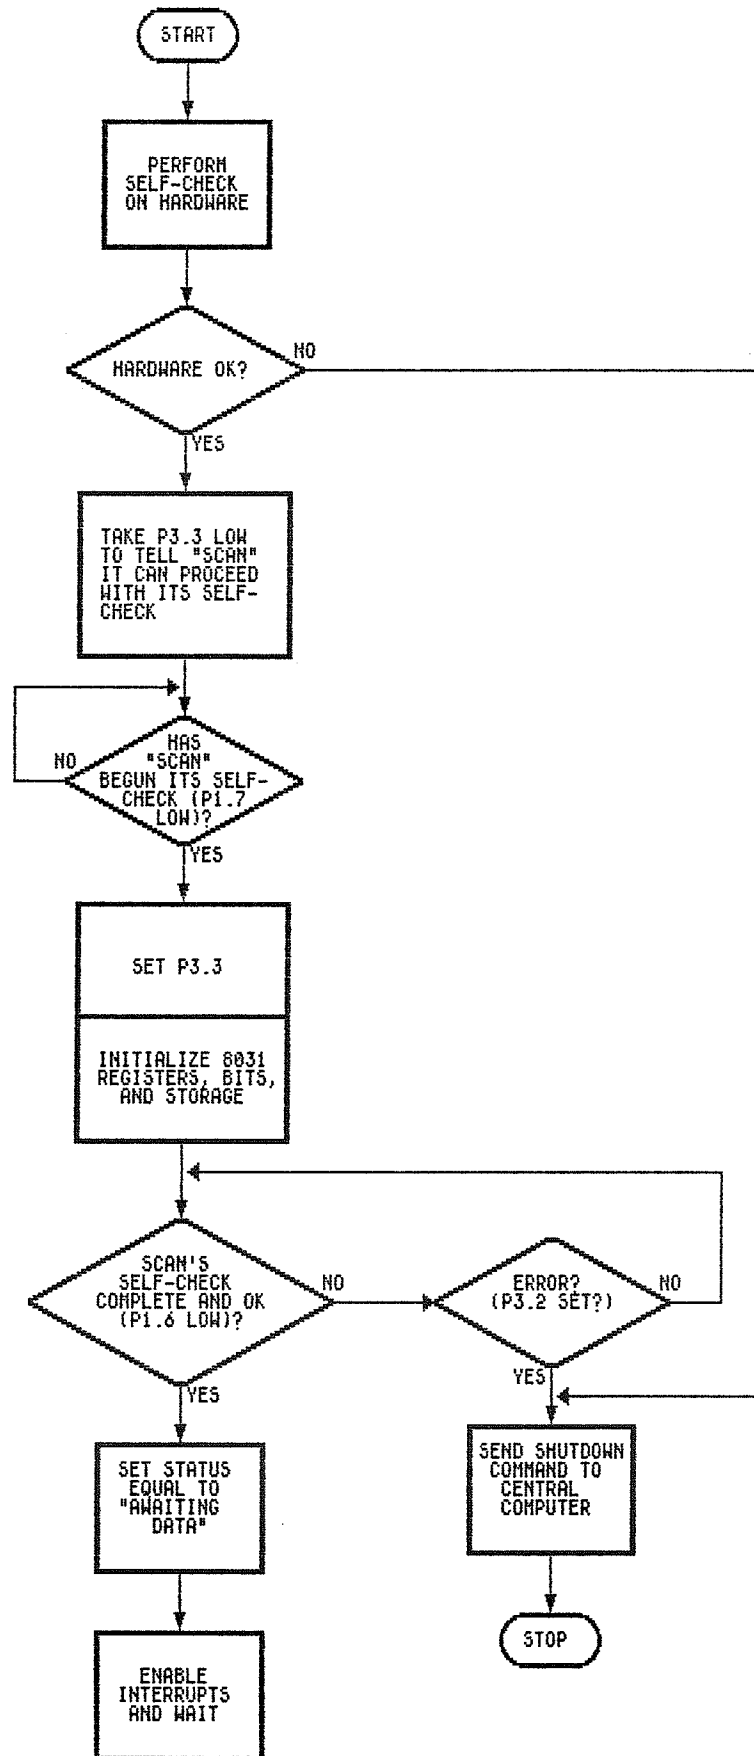 START
PERFORM
SELF-CHECK
ON HARDWARE
HARDWARE OK?
NO
YES
TAKE P3.3 LOW
TO TELL "SCAN"
IT CAN PROCEED
WITH ITS SELF-
CHECK
HAS
"SCAN"
BEGUN ITS SELF-
CHECK (P1.7
LOW)?
NO
YES
SET P3.3
INITIALIZE 8031
REGISTERS, BITS,
AND STORAGE
SCAN'S
SELF-CHECK
COMPLETE AND OK
(P1.6 LOW)?
NO
YES
ERROR?
(P3.2 SET?)
NO
YES
SET STATUS
EQUAL TO
"AWAITING
DATA"
SEND SHUTDOWN
COMMAND TO
CENTRAL
COMPUTER
STOP
ENABLE
INTERRUPTS
AND WAIT